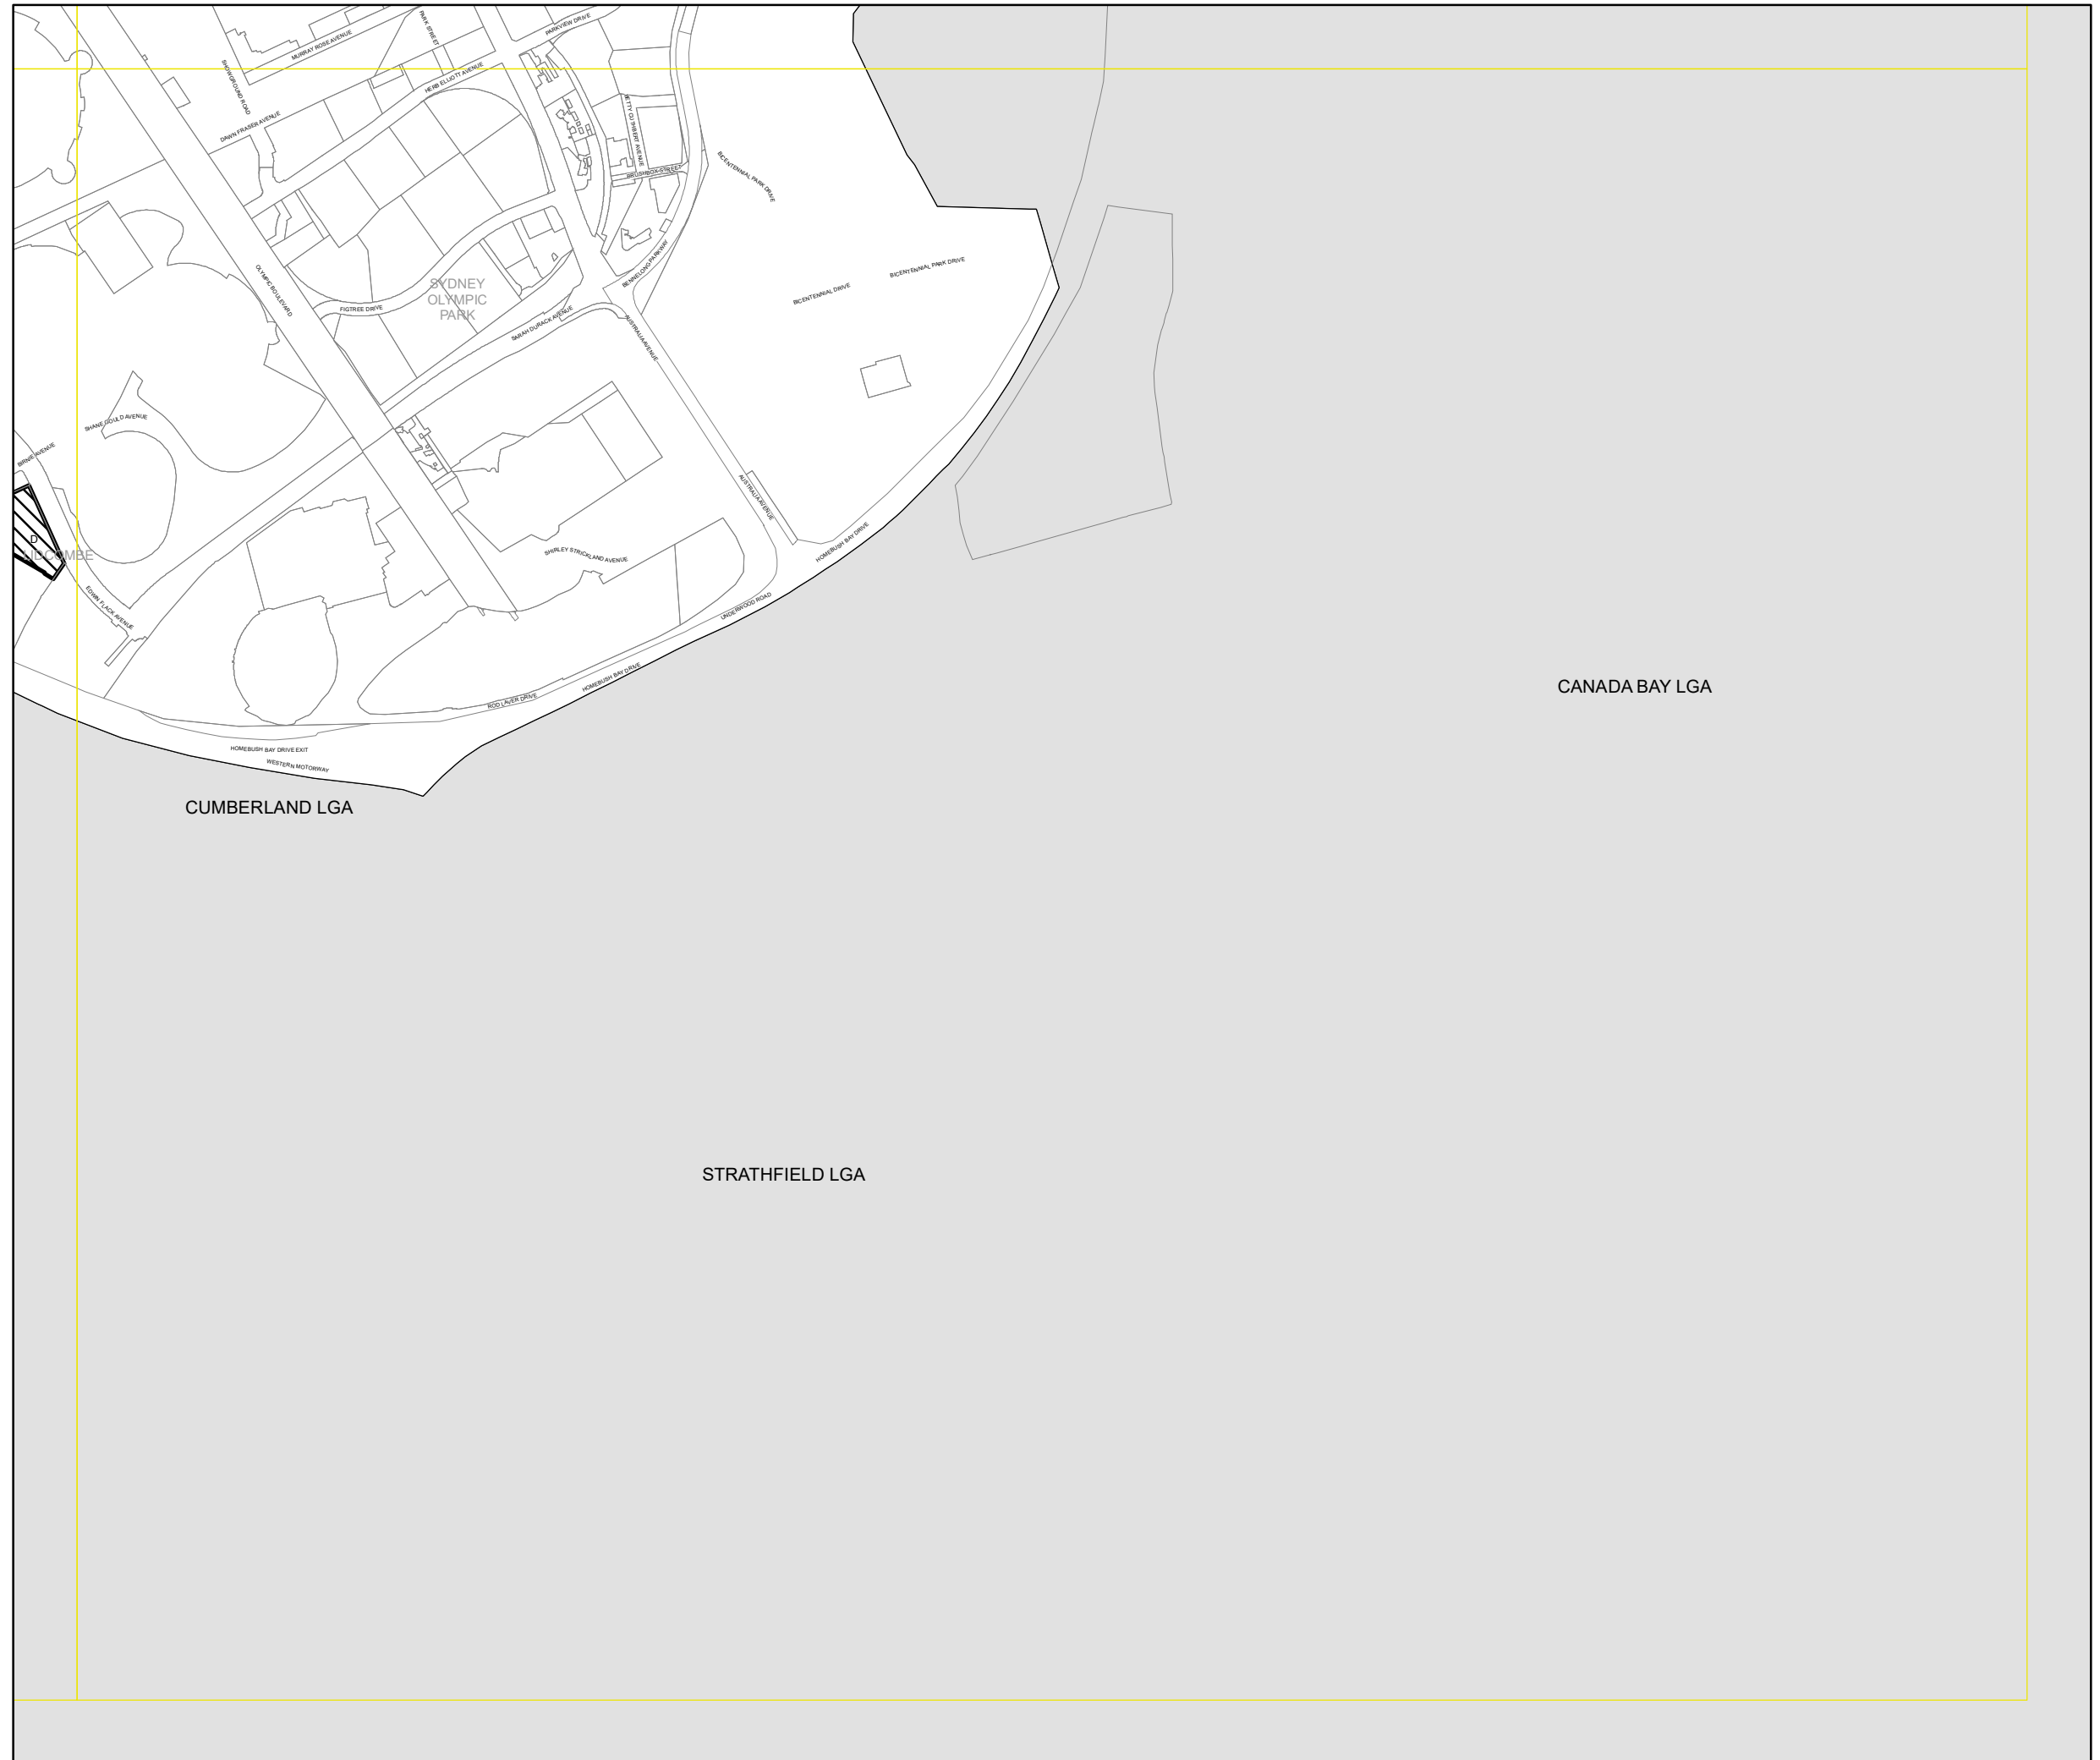 PARK STREET
PARKVIEW DRIVE
MURRAY ROSE AVENUE
SHOWGROUND ROAD
HERB ELLIOTT AVENUE
DAWN FRASER AVENUE
BETTY CUTHBERT AVENUE
BRUSHBOX STREET
BICENTENNIAL PARK DRIVE
OLYMPIC BOULEVARD
BENNELONG PARKWAY
BICENTENNIAL PARK DRIVE
BICENTENNIAL DRIVE
SYDNEY
OLYMPIC
PARK
FIGTREE DRIVE
SARAH DURACK AVENUE
AUSTRALIA AVENUE
SHANE GOULD AVENUE
BIRNIE AVENUE
AUSTRALIA AVENUE
D
LIDCOMBE
HOMEBUSH BAY DRIVE
SHIRLEY STRICKLAND AVENUE
EDWIN FLACK AVENUE
UNDERWOOD ROAD
HOMEBUSH BAY DRIVE
CANADA BAY LGA
ROD LAVER DRIVE
HOMEBUSH BAY DRIVE EXIT
WESTERN MOTORWAY
CUMBERLAND LGA
STRATHFIELD LGA